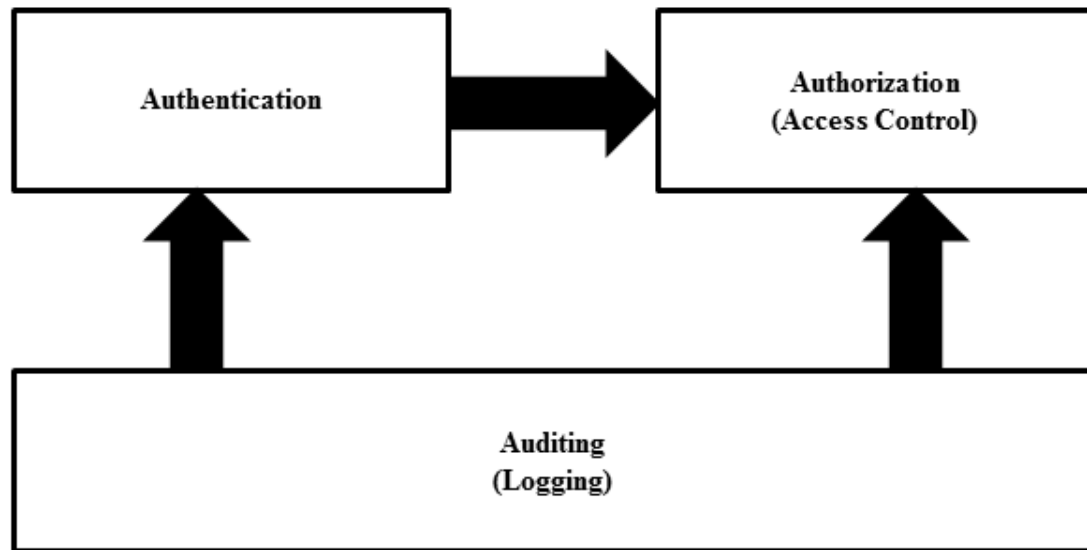 Authentication
Authorization
(Access Control)
Auditing
(Logging)